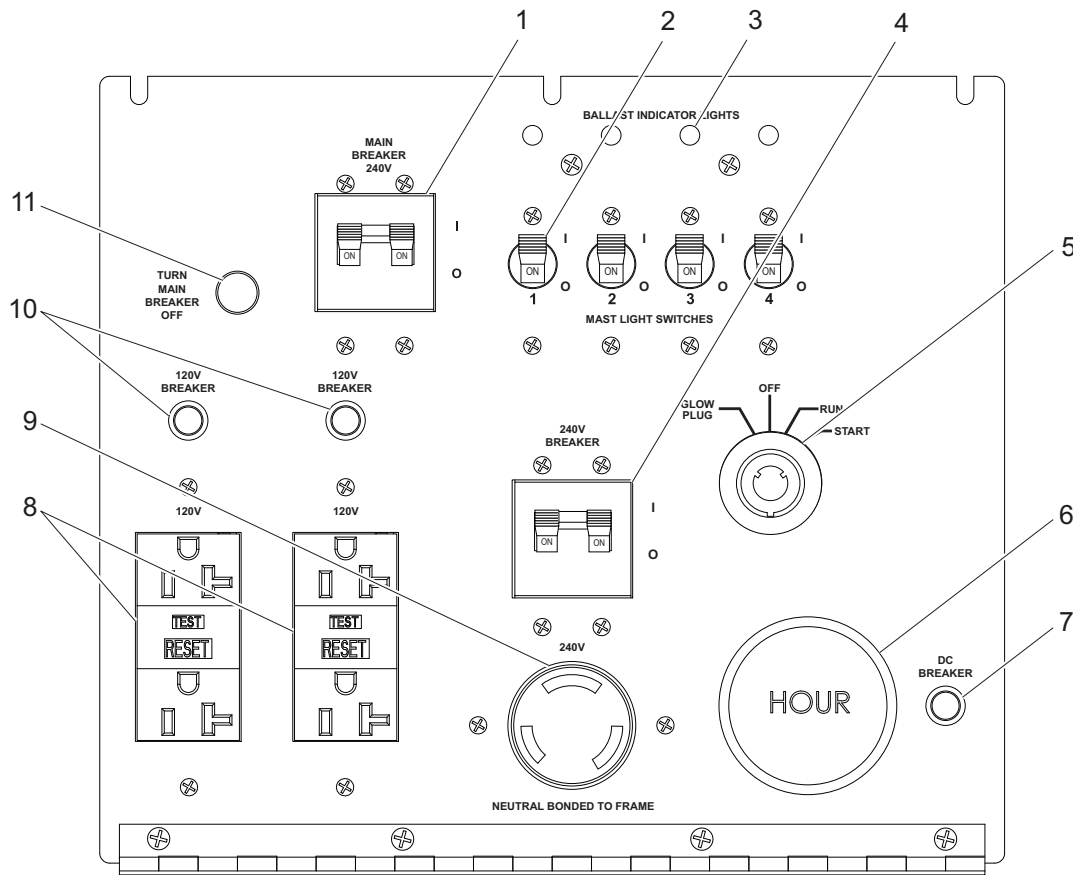 1
2
3
4
BALLAST INDICATOR LIGHTS
MAIN
BREAKER
240V
11
I
ON ON
ON
ON
ON
ON
I
I
I
I
5
O
TURN
MAIN
BREAKER
OFF
O
O
O
O
1
2
3
4
10
MAST LIGHT SWITCHES
120V
BREAKER
120V
BREAKER
OFF
GLOW
PLUG
RUN
START
9
240V
BREAKER
8
120V
120V
I
6
ON ON
O
TEST
RESET
TEST
RESET
7
240V
DC
BREAKER
HOUR
NEUTRAL BONDED TO FRAME